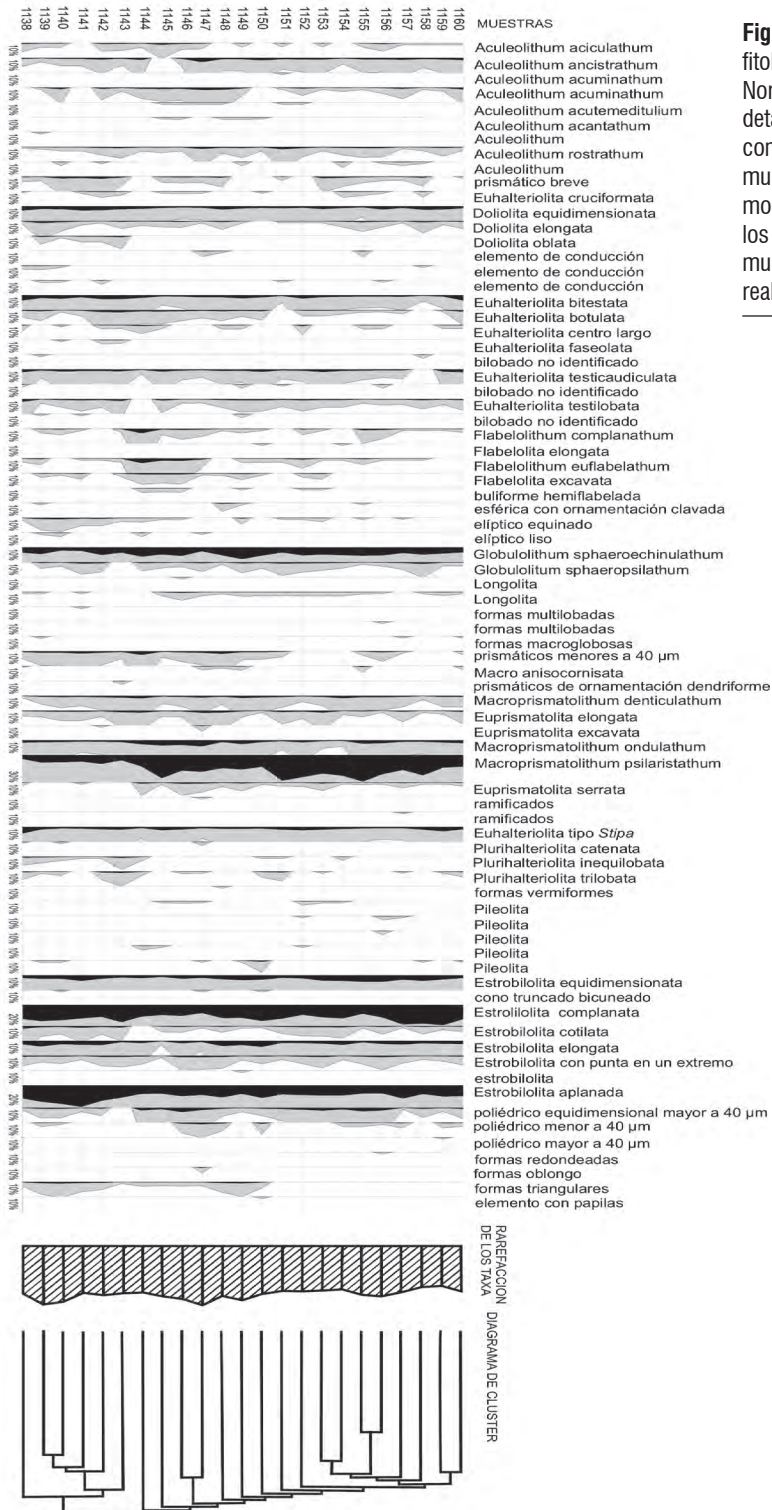 1138 1139 1140 1141 1142 1143 1144 1145 1146 1147 1148 1149 1150 1151 1152 1153 1154 1155 1156 1157 1158 1159 1160
MUESTRAS
Aculeolithum aciculathum
Aculeolithum ancistrathum
Aculeolithum acuminathum
Aculeolithum acuminathum
Aculeolithum acutemeditulium
Aculeolithum acantathum
Aculeolithum
Aculeolithum rostrathum
Aculeolithum
prismático breve
Euhalteriolita cruciformata
Doliolita equidimensionata
Doliolita elongata
Doliolita oblata
elemento de conducción
elemento de conducción
elemento de conducción
Euhalteriolita bitestata
Euhalteriolita botulata
Euhalteriolita centro largo
Euhalteriolita faseolata
bilobado no identificado
Euhalteriolita testicaudiculata
bilobado no identificado
Euhalteriolita testilobata
bilobado no identificado
Flabelolithum complanathum
Flabelolita elongata
Flabelolithum euflabelathum
Flabelolita excavata
buliforme hemiflabelada
esférica con ornamentación clavada
elíptico equinado
elíptico liso
Globulolithum sphaeroechinulathum
Globulolitum sphaeropsilathum
Longolita
Longolita
formas multilobadas
formas multilobadas
formas macroglobosas
prismáticos menores a 40 µm
Macro anisocornisata
prismáticos de ornamentación dendriforme
Macroprismatolithum denticulathum
Euprismatolita elongata
Euprismatolita excavata
Macroprismatolithum ondulathum
Macroprismatolithum psilaristathum
Euprismatolita serrata
ramificados
ramificados
Euhalteriolita tipo Stipa
Plurihalteriolita catenata
Plurihalteriolita inequilobata
Plurihalteriolita trilobata
formas vermiformes
Pileolita
Pileolita
Pileolita
Pileolita
Pileolita
Estrobilolita equidimensionata
cono truncado bicuneado
Estrolilolita complanata
Estrobilolita cotilata
Estrobilolita elongata
Estrobilolita con punta en un extremo
estrobilolita
Estrobilolita aplanada
poliédrico equidimensional mayor a 40 µm
poliédrico menor a 40 µm
poliédrico mayor a 40 µm
formas redondeadas
formas oblongo
formas triangulares
elemento con papilas
RAREFACCION
DE LOS TAXA
DIAGRAMA DE CLUSTER
Fig
fitol
Nor
deta
con
mu
mo
los
mu
real